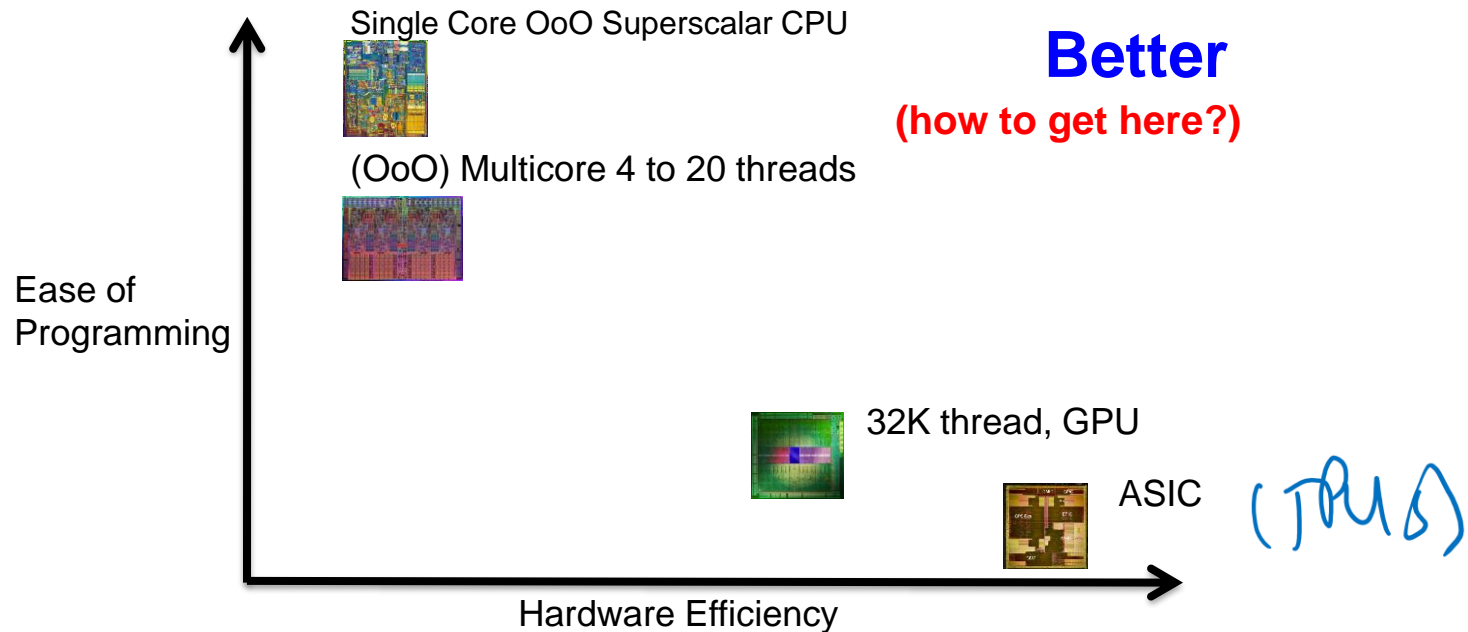 Single Core OoO Superscalar CPU
Better
(how to get here?)
(OoO) Multicore 4 to 20 threads
Ease of
Programming
32K thread, GPU
ASIC
(TPUs)
Hardware Efficiency